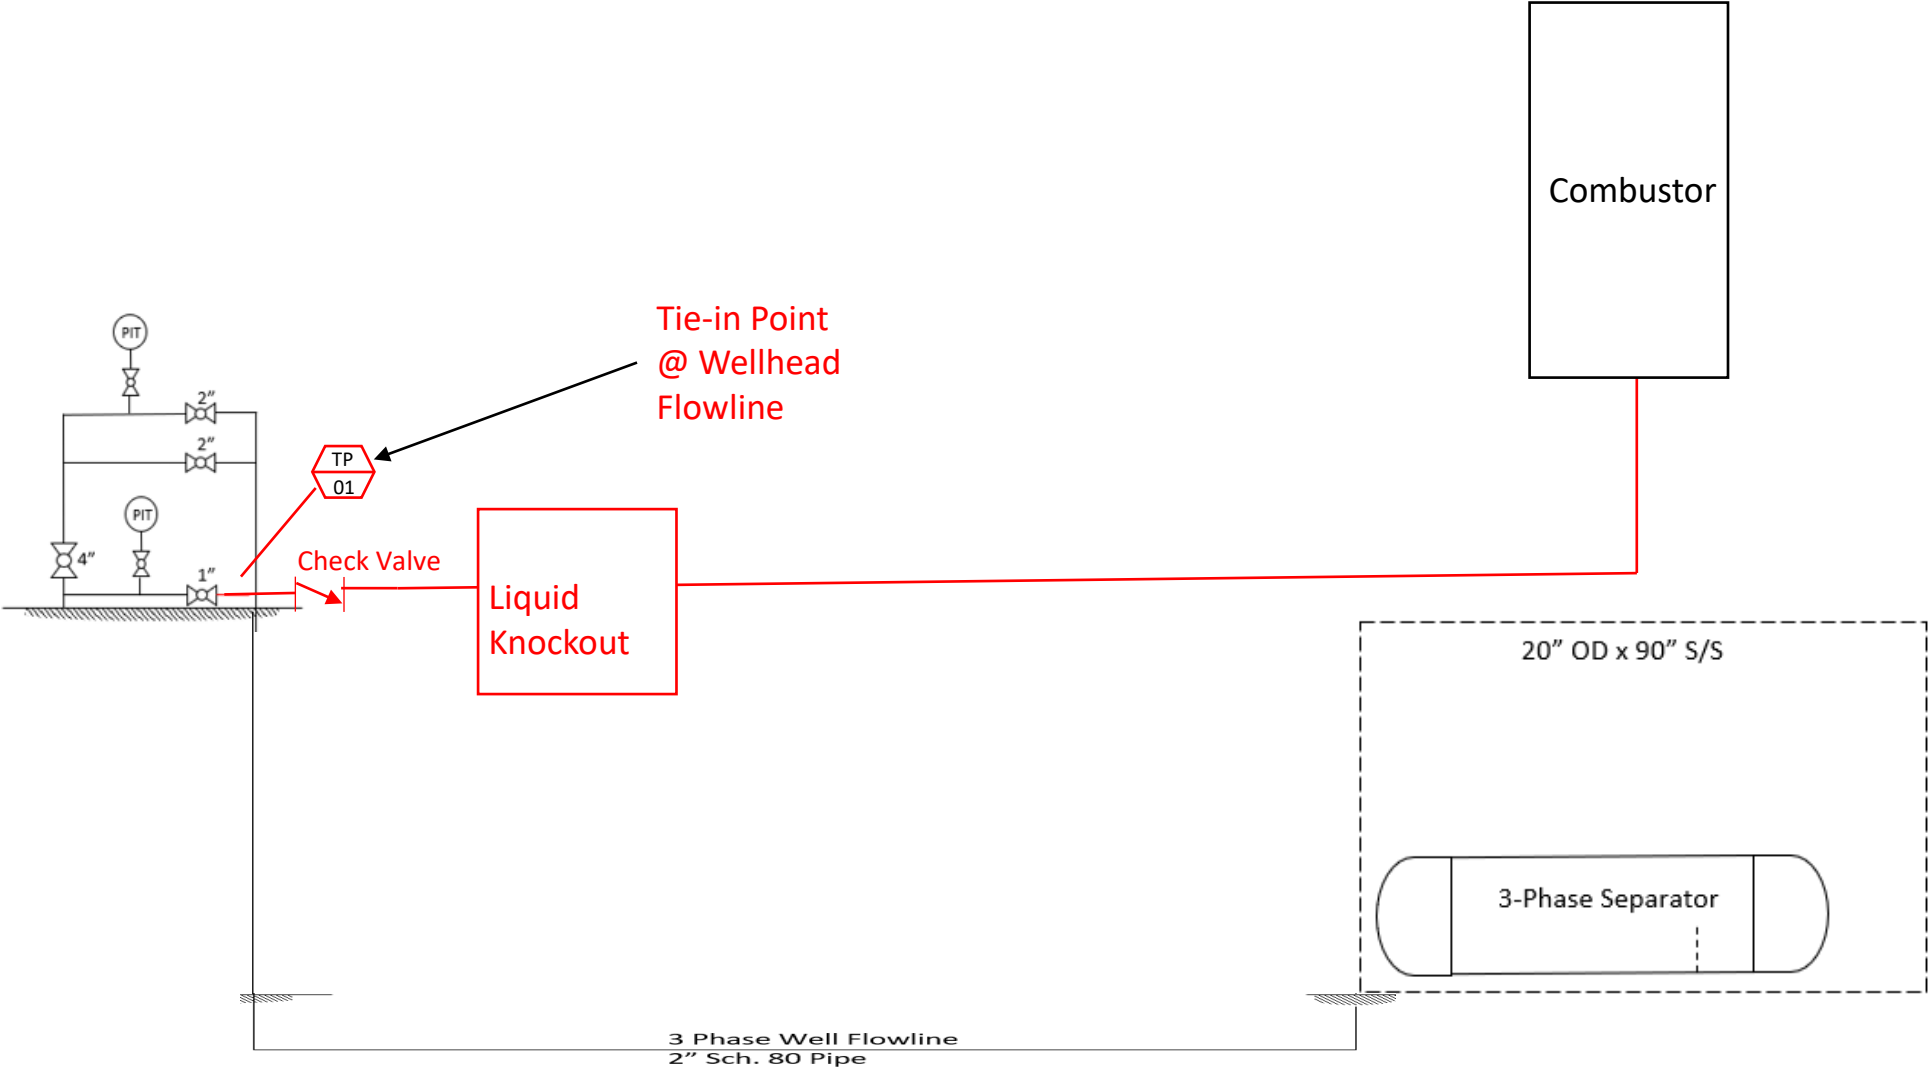 Combustor
Tie-in Point
@ Wellhead
Flowline
PIT
2”
2”
TP
01
PIT
4”
Check Valve
1”
Liquid
Knockout
20” OD x 90” S/S
3-Phase Separator
3 Phase Well Flowline
2” Sch. 80 Pipe